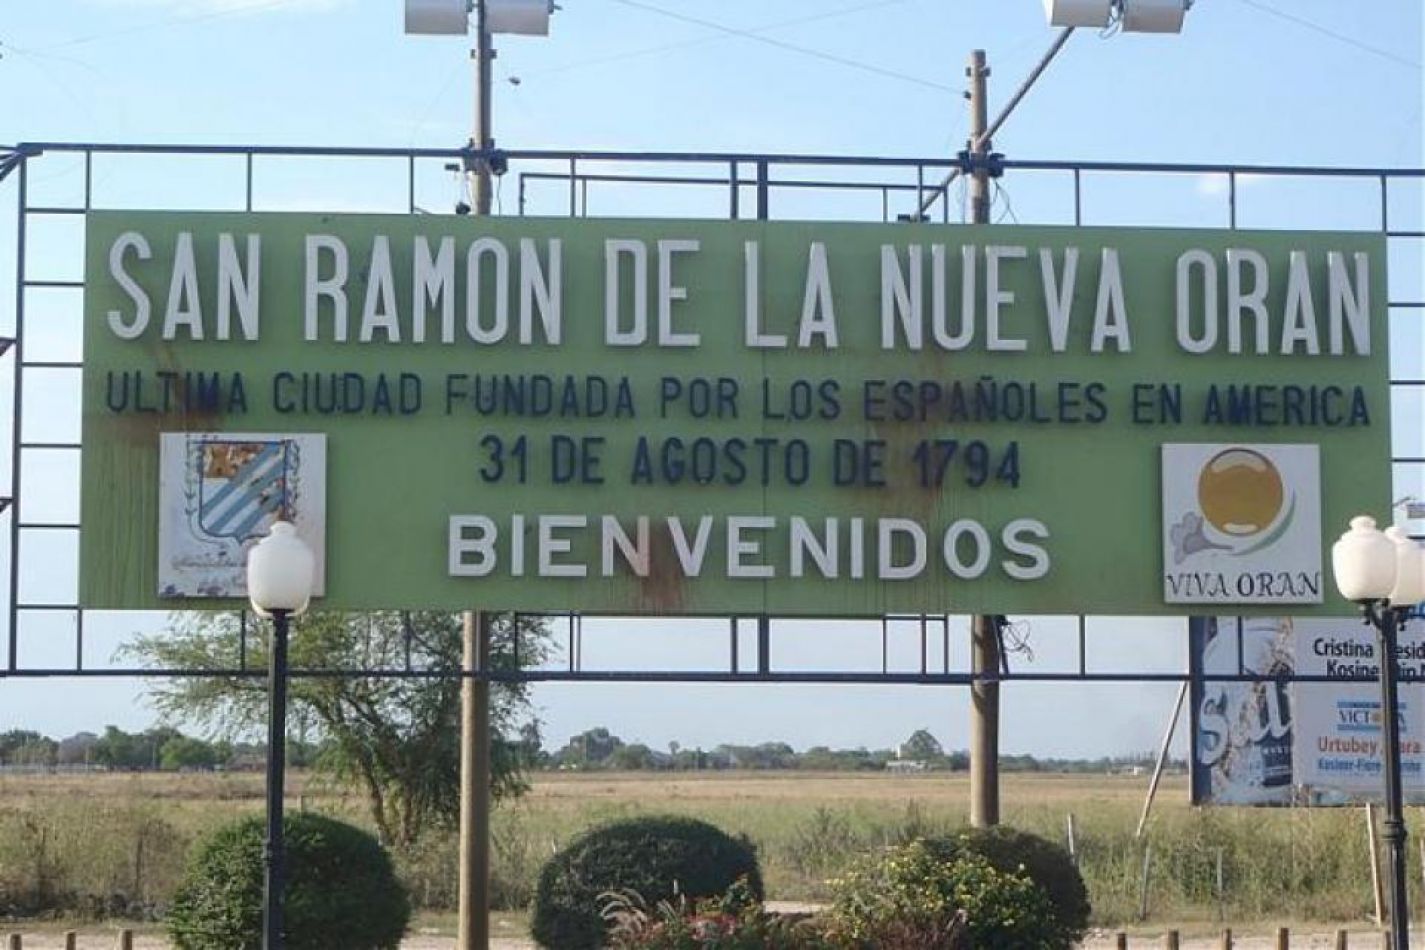 SAN RAMON DE LA NUEVA ORAN
ULTIMA CIUDAD FUNDADA POR LOS ESPAÑOLES EN AMERICA
31 DE AGOSTO DE 1794
BIENVENIDOS
VIVA ORAN
Cristina
Urtubey